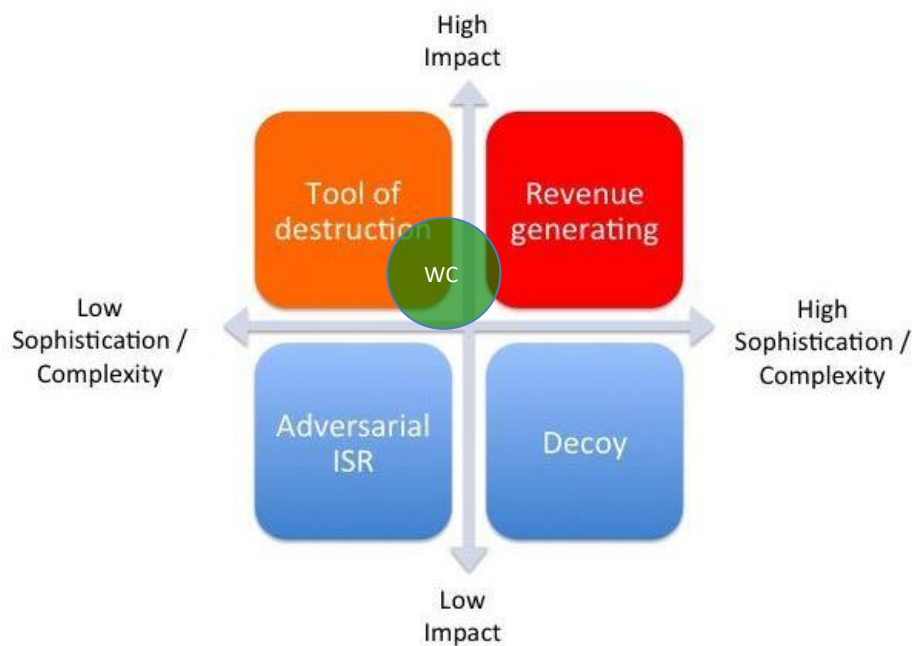 High
Impact
Tool of
destruction
Revenue
generating
WC
Low
Sophistication /
Complexity
High
Sophistication /
Complexity
Adversarial
ISR
Decoy
Low
Impact